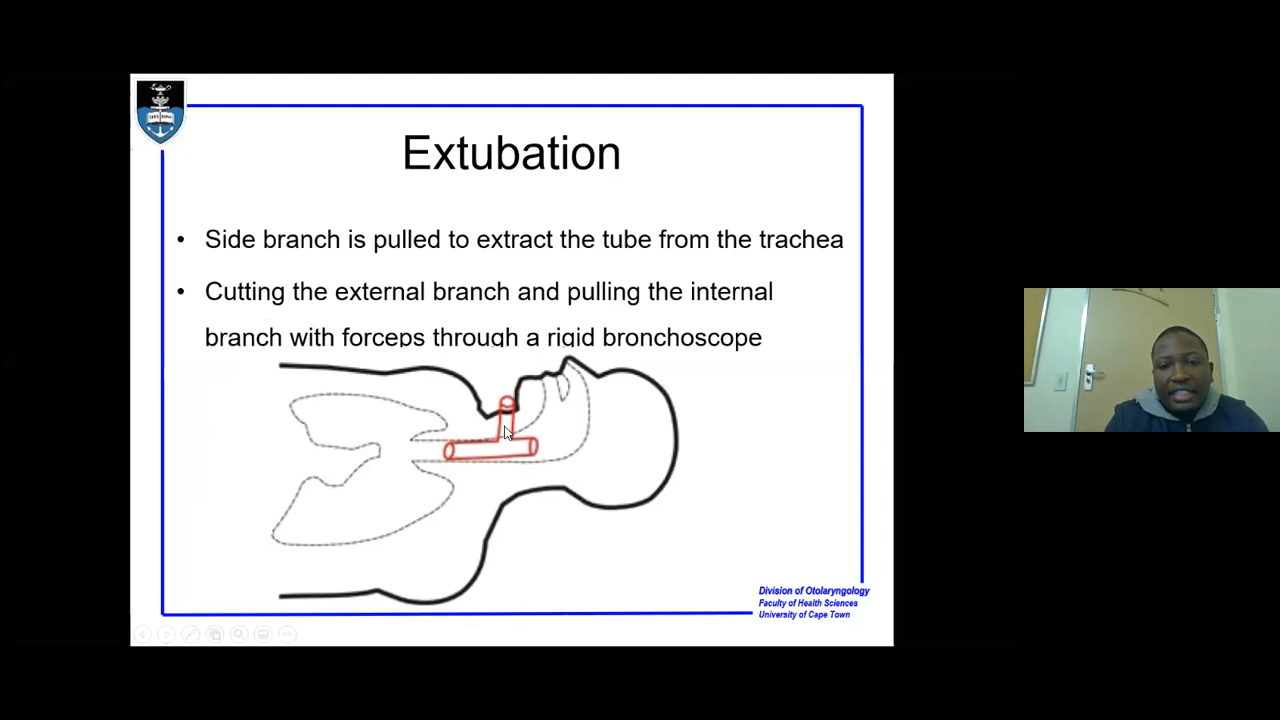 Extubation
• Side branch is pulled to extract the tube from the trachea
• Cutting the external branch and pulling the internal
branch with forceps through a rigid bronchoscope
Division of Otolaryngology
Faculty of Health Sciences
University of Cape Town